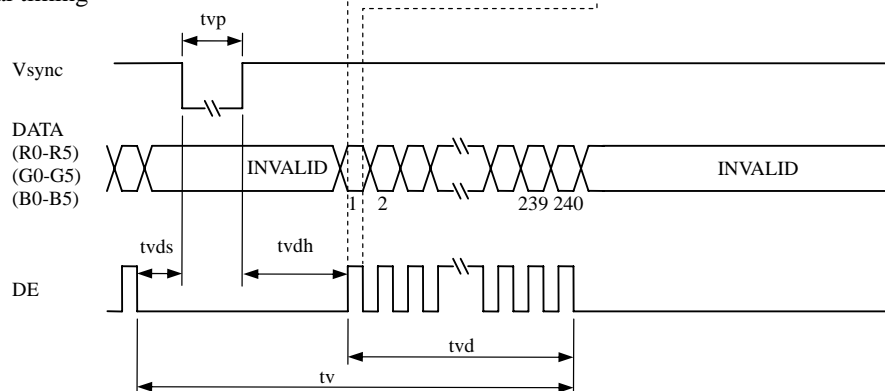 tvp
Vsync
DATA
(R0-R5)
(G0-G5)
(B0-B5)
INVALID
INVALID
1 2 239 240
tvds
tvdh
DE
tvd
tv